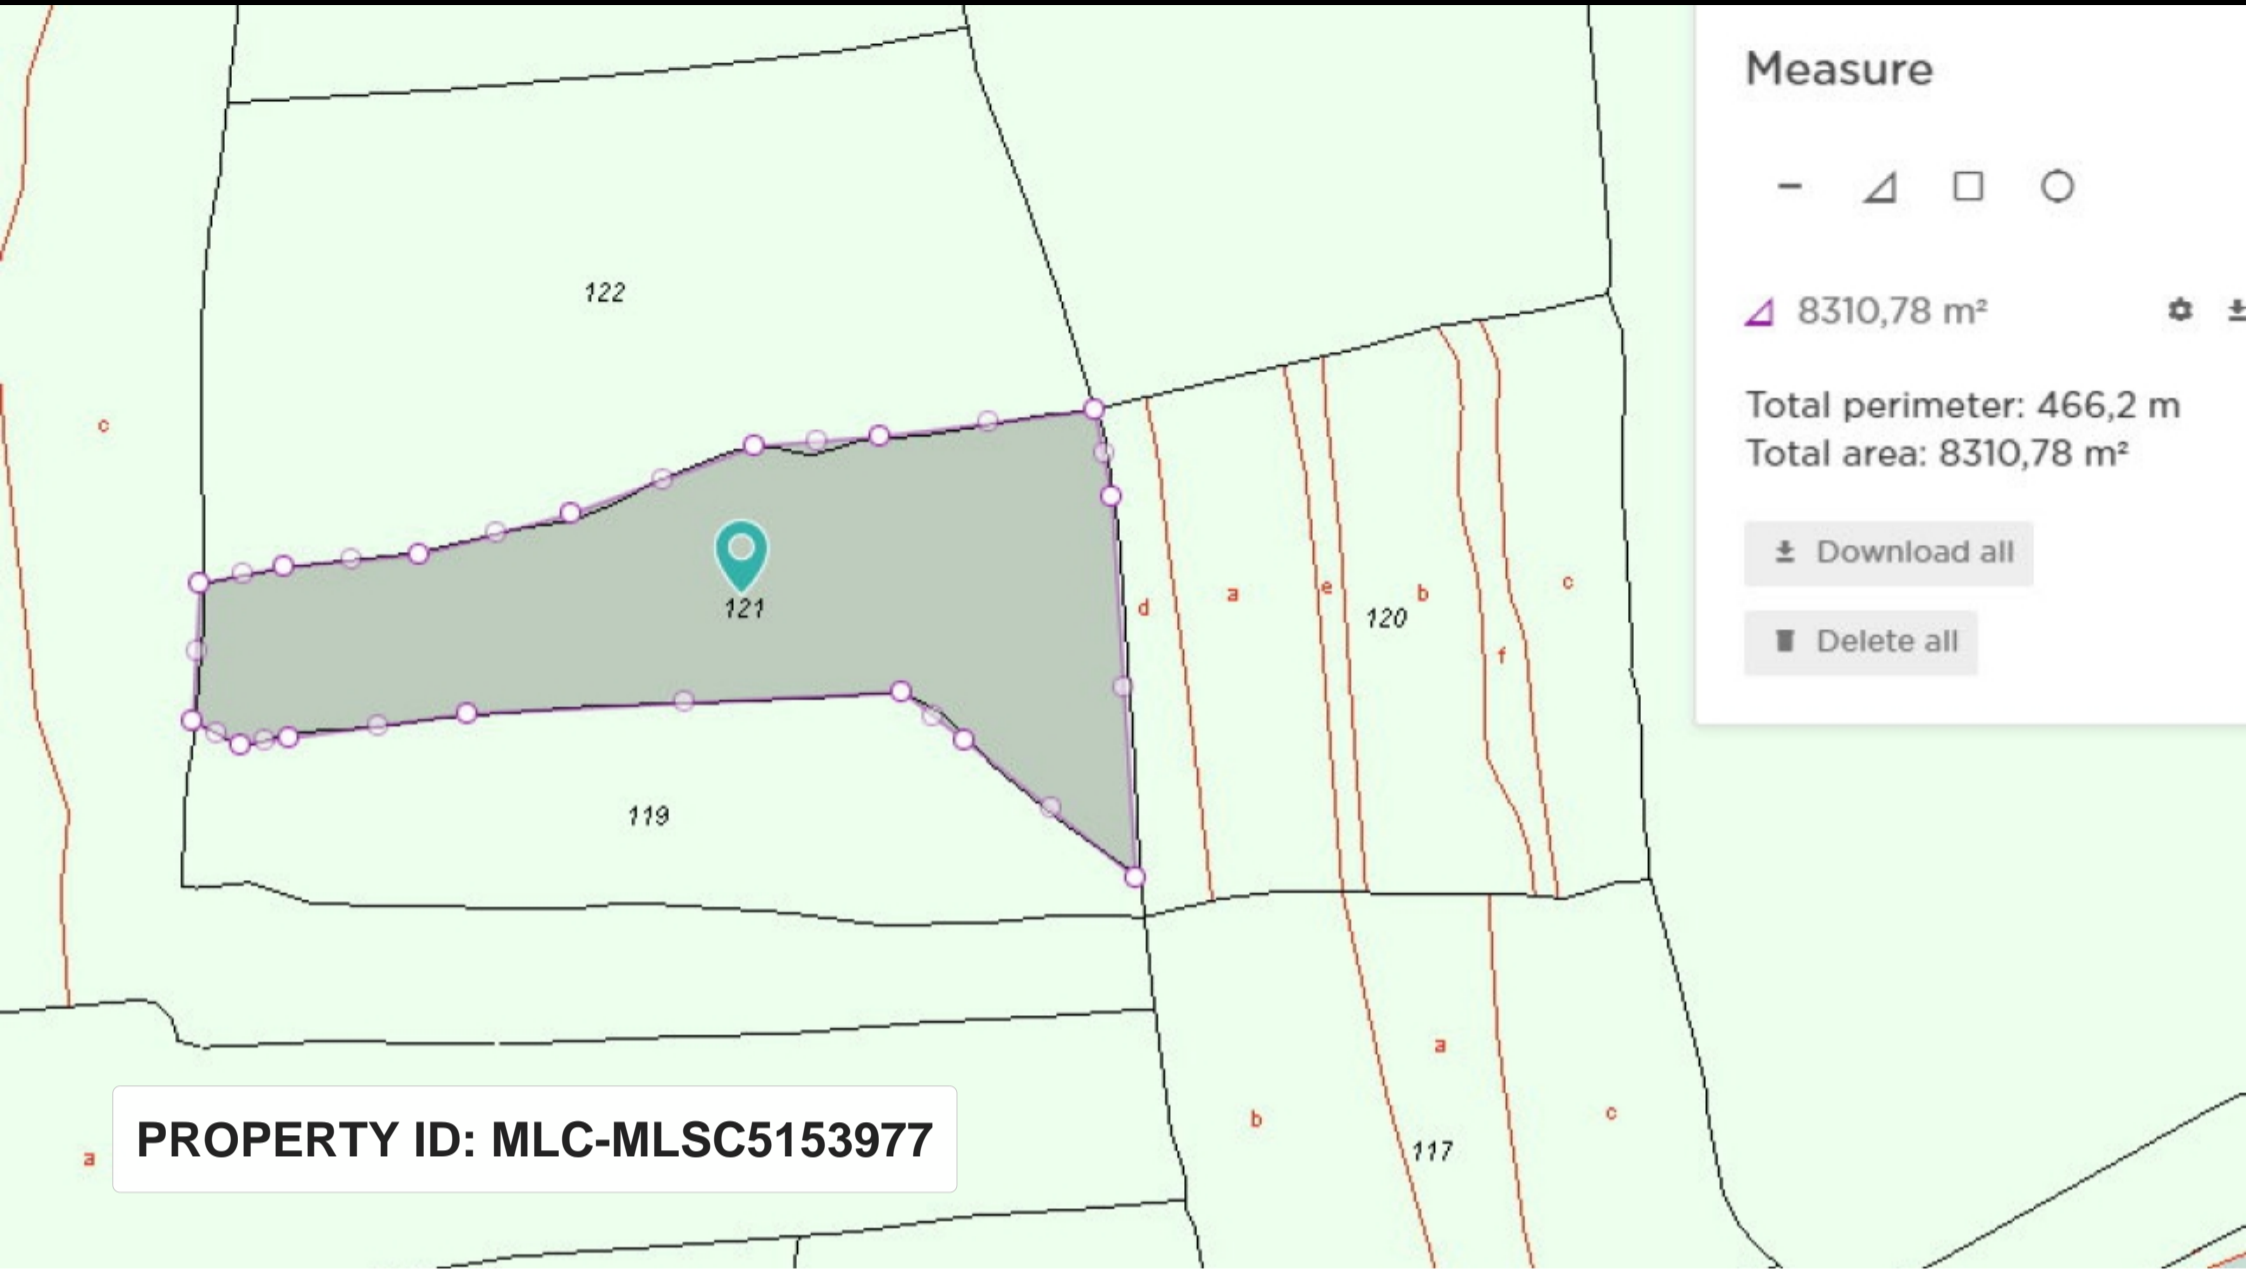 Measure
8310,78 m²
Total perimeter: 466,2 m
Total area: 8310,78 m²
Download all
Delete all
122
c
121
d
a
e
b
120
c
f
119
a
b
c
117
a
PROPERTY ID: MLC-MLSC5153977